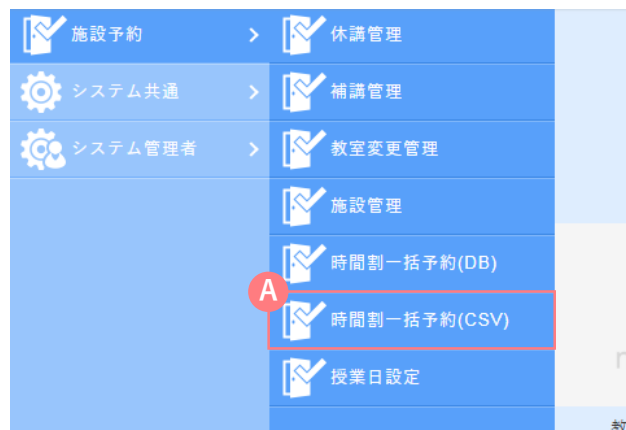 施設予約
システム共通
システム管理者
休講管理
補講管理
教室変更管理
施設管理
時間割一括予約(DB)
A
時間割一括予約(CSV)
授業日設定